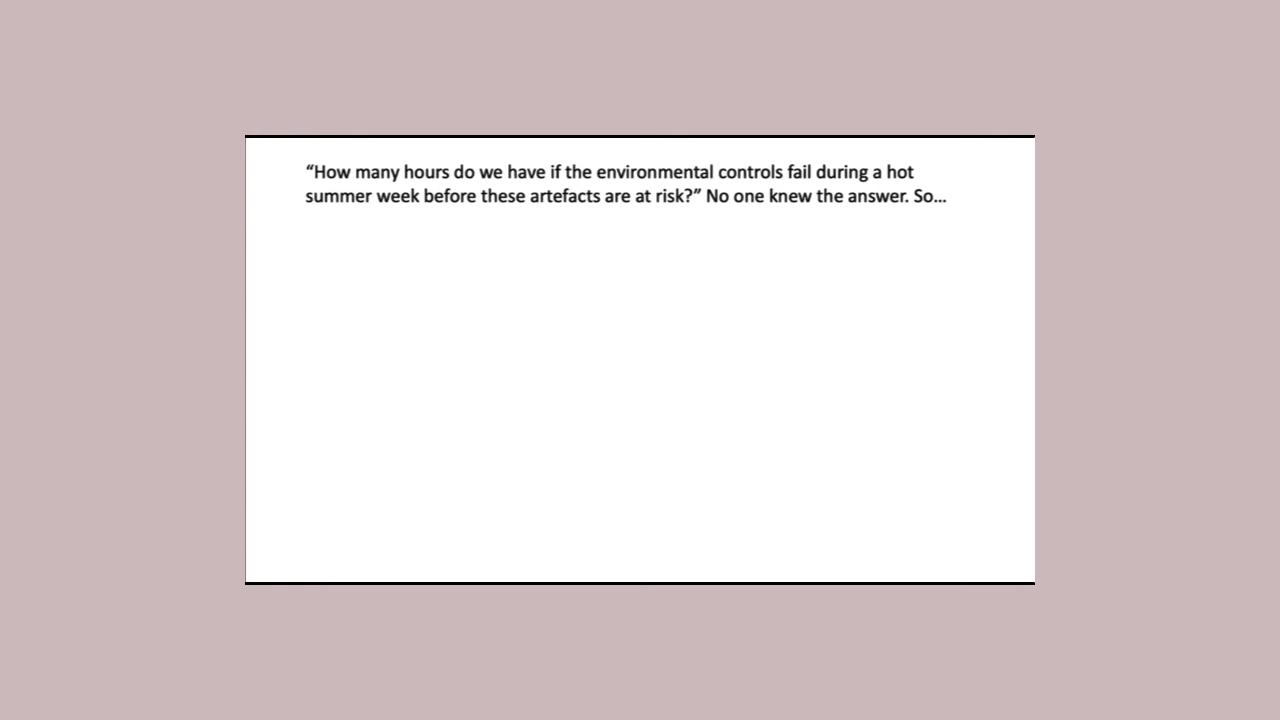 “How many hours do we have if the environmental controls fail during a hot
summer week before these artefacts are at risk?” No one knew the answer. So…